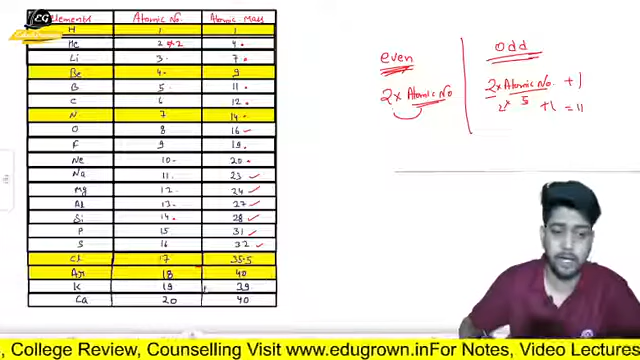 EG
Elements Atomic No. Atomic Mass
H 1 1
He 2 ×2 4
Li 3 7
Be 4 9
B 5 11
C 6 12
N 7 14
O 8 16
F 9 19
Ne 10 20
Na 11 23
Mg 12 24
Al 13 27
Si 14 28
P 15 31
S 16 32
Cl 17 35.5
Ar 18 40
K 19 39
Ca 20 40
even
2× Atomic No
odd
2× Atomic No. +1
2× 5 +1 = 11
, College Review, Counselling Visit www.edugrown.inFor Notes, Video Lectures